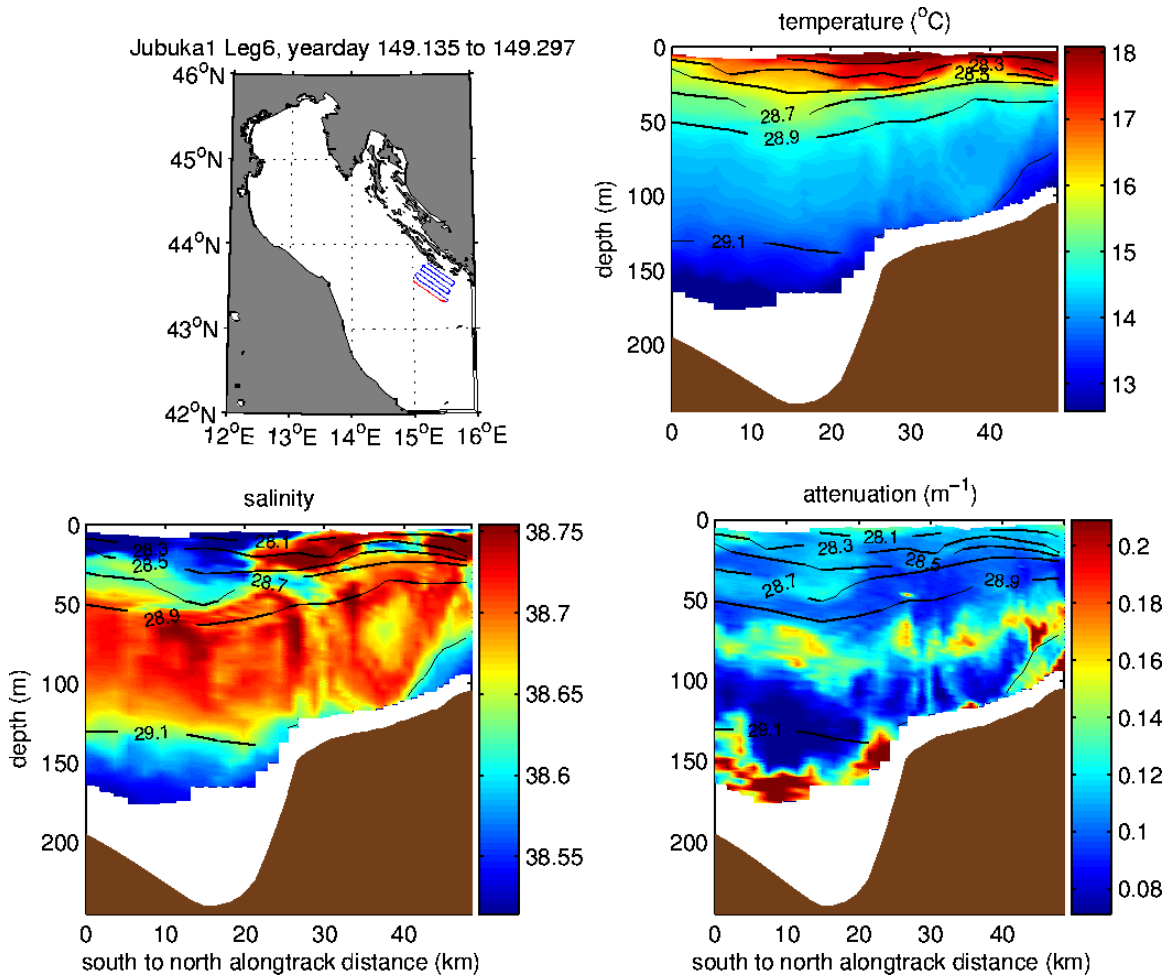 Jubuka1 Leg6, yearday 149.135 to 149.297
46°N
45°N
44°N
43°N
42°N
12°E 13°E 14°E 15°E 16°E
temperature (°C)
0
50
100
150
200
depth (m)
28.3
28.5
28.7
28.9
29.1
0 10 20 30 40
18
17
16
15
14
13
salinity
0
50
100
150
200
depth (m)
28.1
28.3
28.5
28.7
28.9
29.1
0 10 20 30 40
south to north alongtrack distance (km)
38.75
38.7
38.65
38.6
38.55
attenuation (m⁻¹)
0
50
100
150
200
28.1
28.3
28.5
28.7
28.9
29.1
0 10 20 30 40
south to north alongtrack distance (km)
0.2
0.18
0.16
0.14
0.12
0.1
0.08